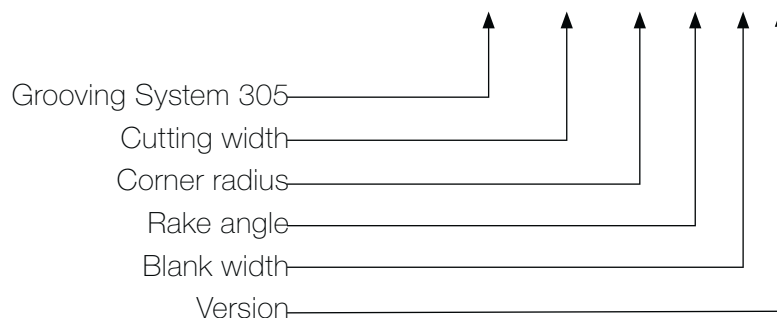 Grooving System 305
Cutting width
Corner radius
Rake angle
Blank width
Version